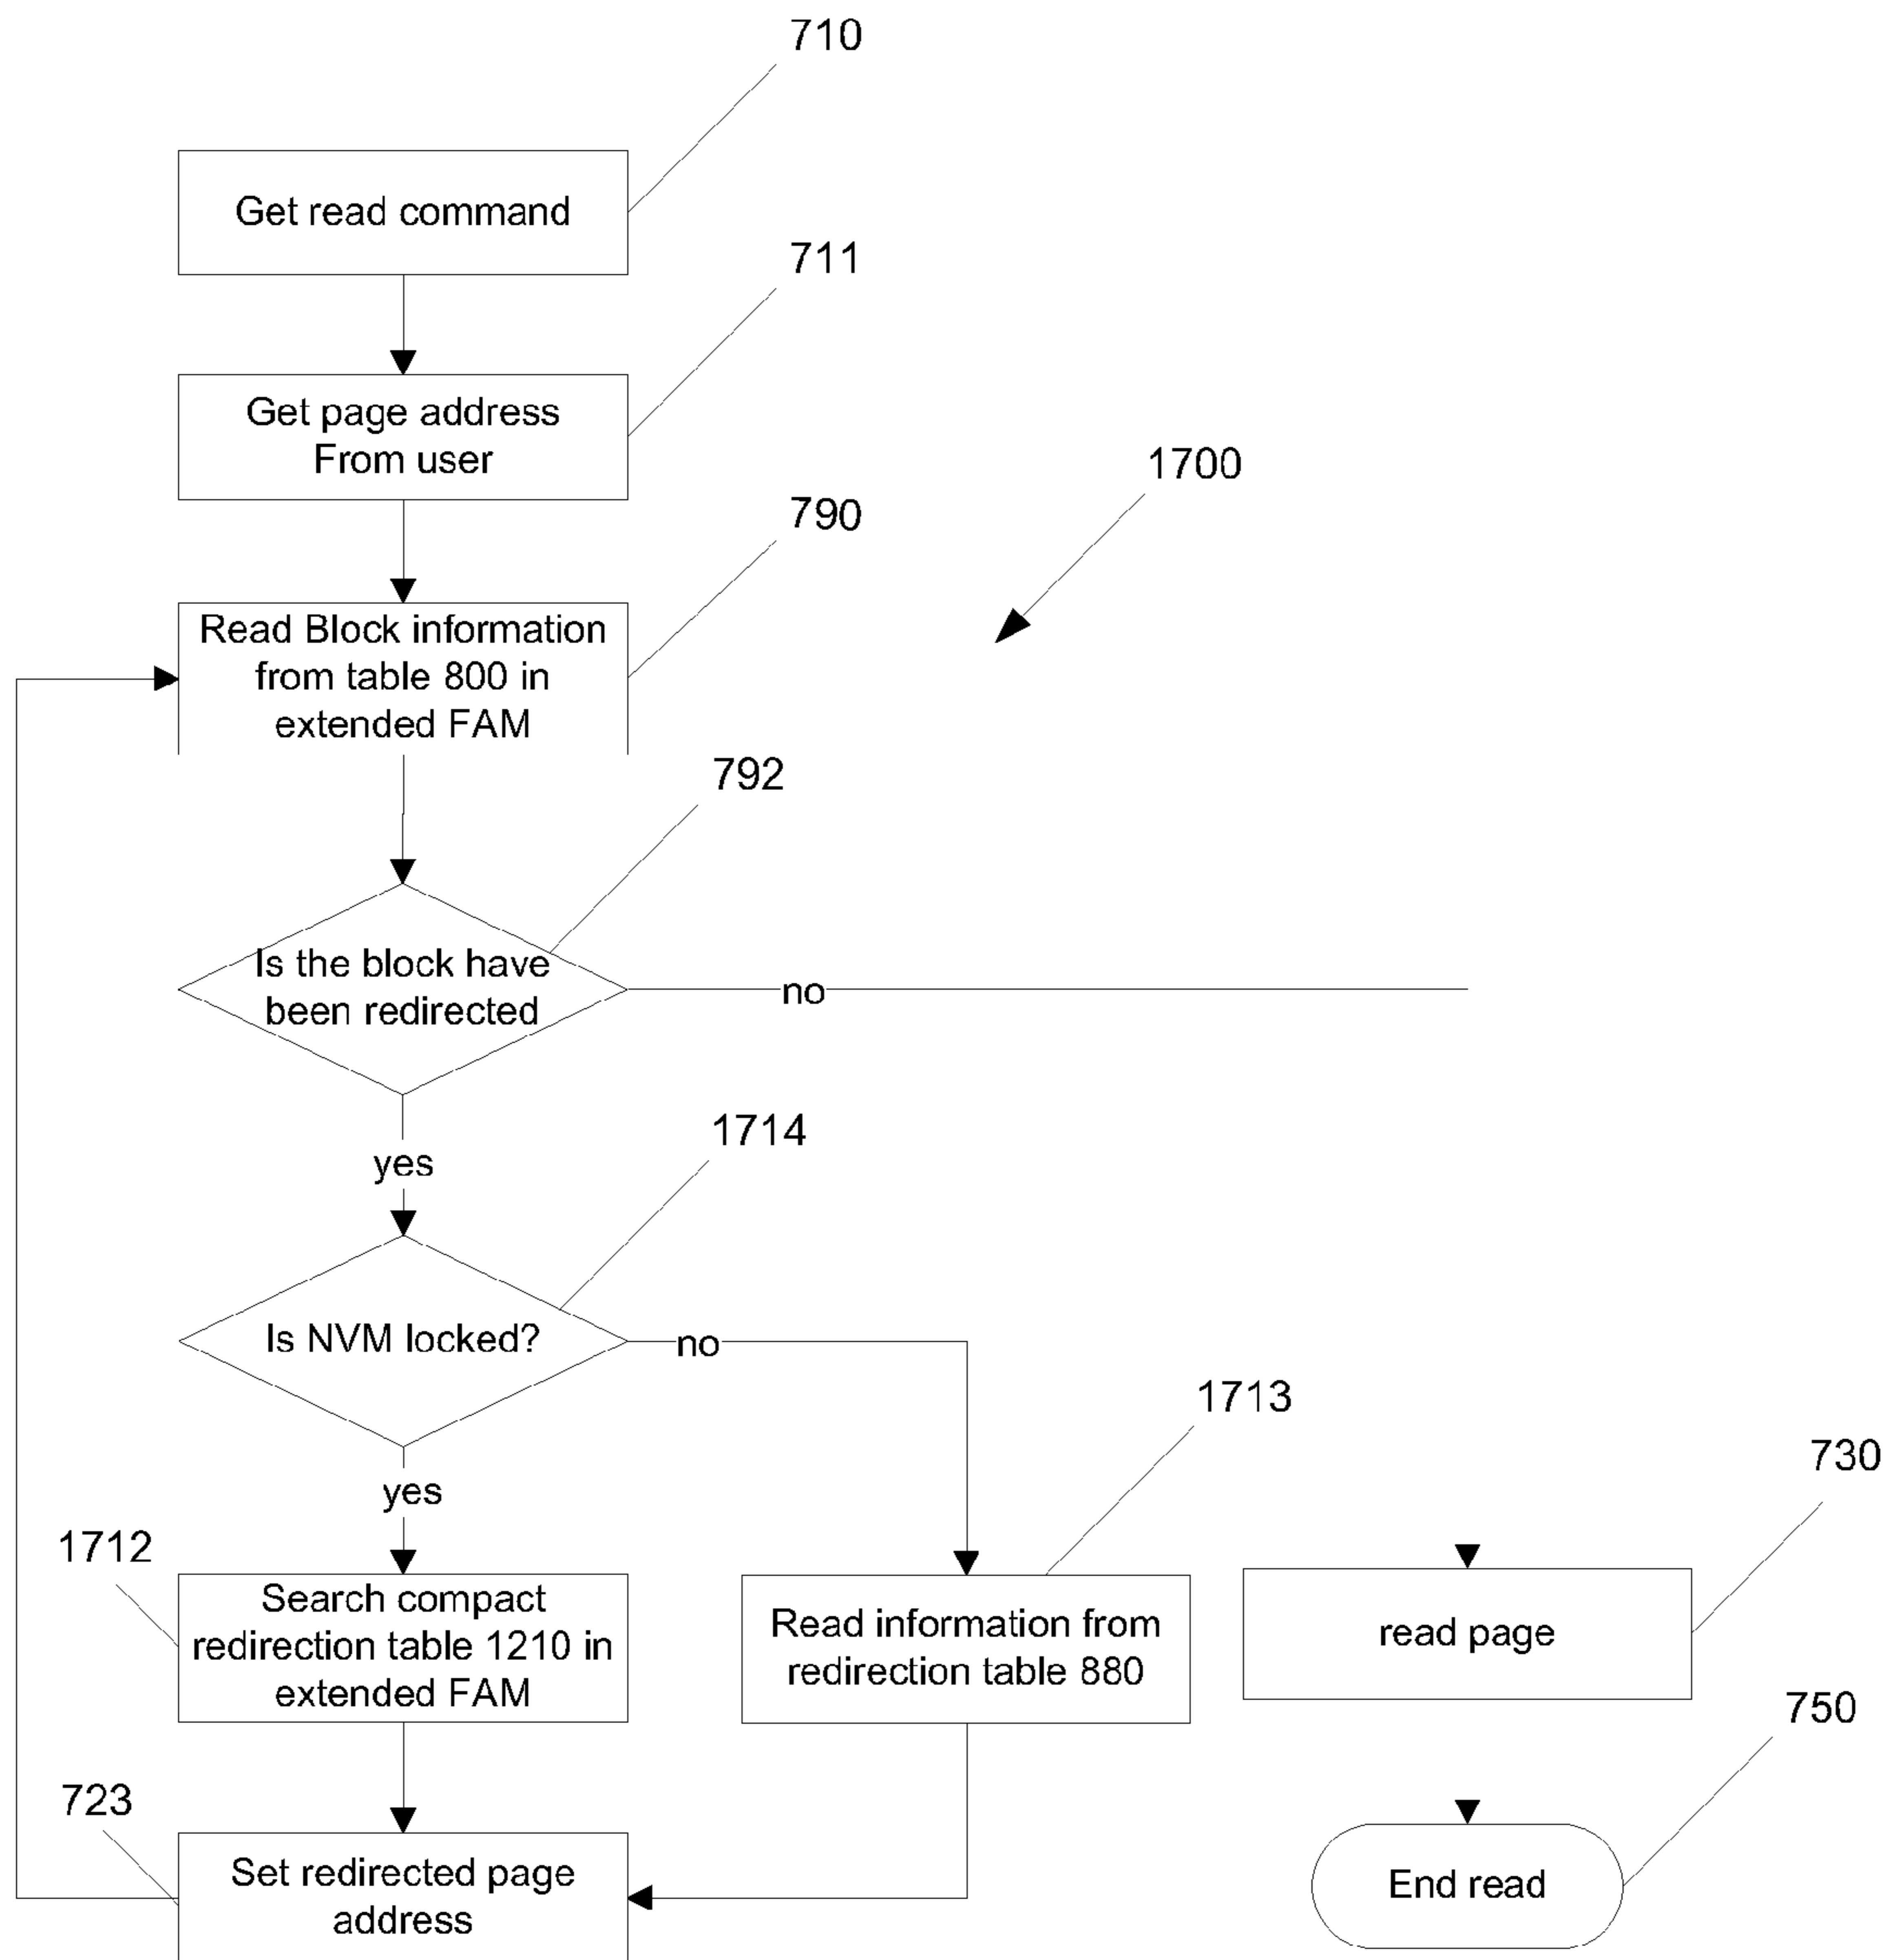 710
Get read command
711
Get page address
From user
1700
790
Read Block information
from table 800 in
extended FAM
792
Is the block have
been redirected
no
1714
yes
Is NVM locked?
no
1713
730
yes
1712
Search compact
redirection table 1210 in
extended FAM
Read information from
redirection table 880
read page
750
723
Set redirected page
address
End read